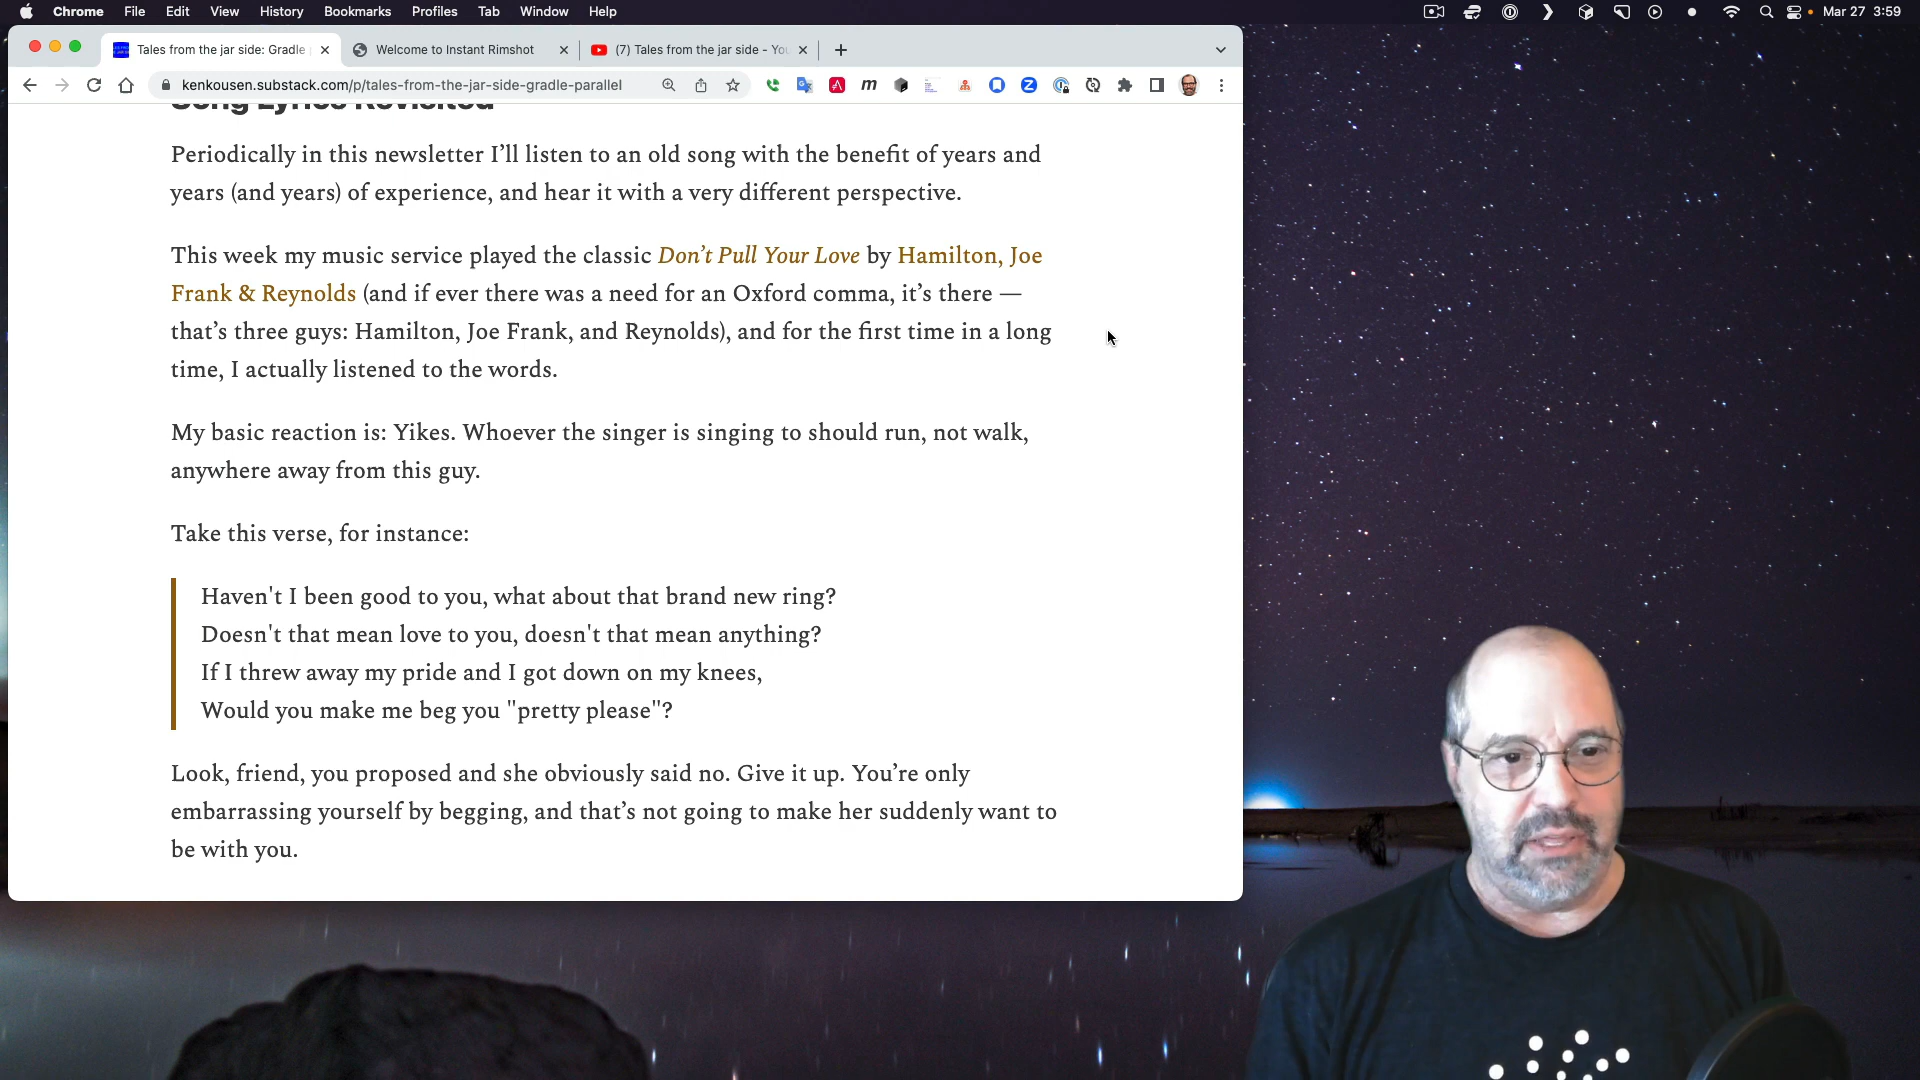 Chrome File Edit View History Bookmarks Profiles Tab Window Help Mar 27 3:59
Tales from the jar side: Gradle Welcome to Instant Rimshot (7) Tales from the jar side - You
kenkousen.substack.com/p/tales-from-the-jar-side-gradle-parallel
Song Lyrics Revisited
Periodically in this newsletter I’ll listen to an old song with the benefit of years and
years (and years) of experience, and hear it with a very different perspective.
This week my music service played the classic Don’t Pull Your Love by Hamilton, Joe
Frank & Reynolds (and if ever there was a need for an Oxford comma, it’s there —
that’s three guys: Hamilton, Joe Frank, and Reynolds), and for the first time in a long
time, I actually listened to the words.
My basic reaction is: Yikes. Whoever the singer is singing to should run, not walk,
anywhere away from this guy.
Take this verse, for instance:
Haven't I been good to you, what about that brand new ring?
Doesn't that mean love to you, doesn't that mean anything?
If I threw away my pride and I got down on my knees,
Would you make me beg you "pretty please"?
Look, friend, you proposed and she obviously said no. Give it up. You’re only
embarrassing yourself by begging, and that’s not going to make her suddenly want to
be with you.